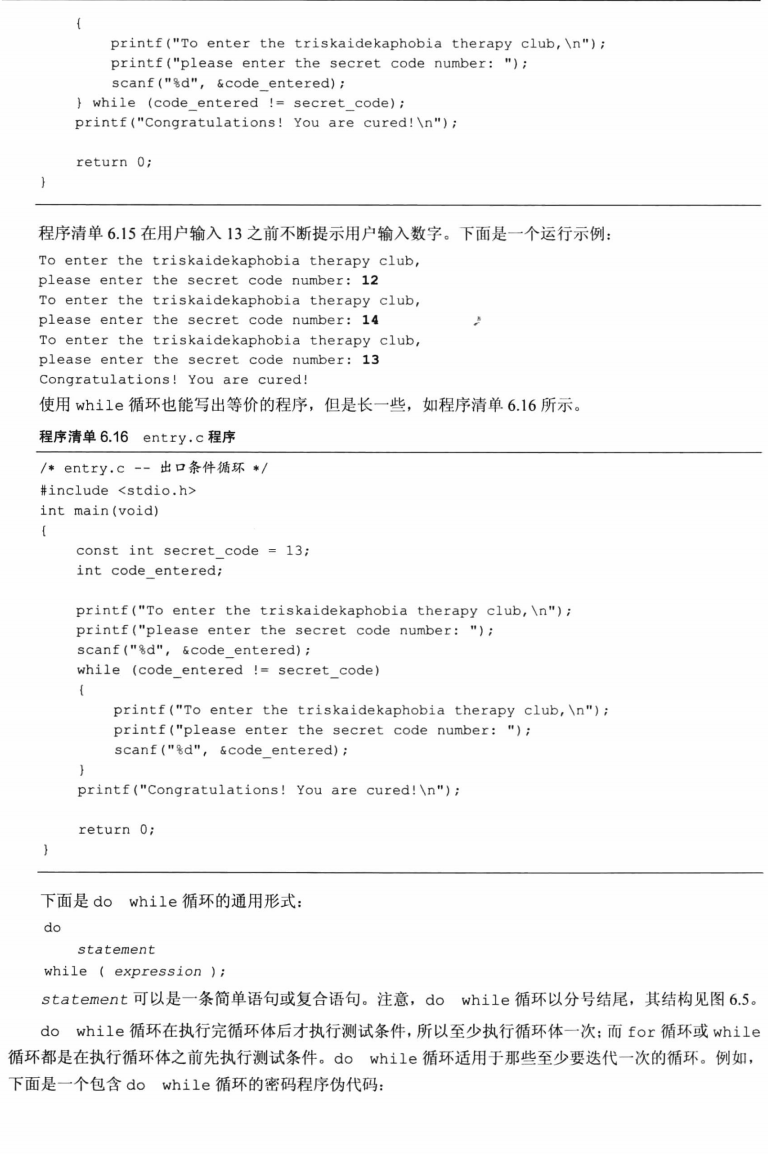 {
printf("To enter the triskaidekaphobia therapy club,\n");
printf("please enter the secret code number: ");
scanf("%d", &code_entered);
} while (code_entered != secret_code);
printf("Congratulations! You are cured!\n");
return 0;
}
程序清单 6.15 在用户输入 13 之前不断提示用户输入数字。下面是一个运行示例：
To enter the triskaidekaphobia therapy club,
please enter the secret code number: 12
To enter the triskaidekaphobia therapy club,
please enter the secret code number: 14
To enter the triskaidekaphobia therapy club,
please enter the secret code number: 13
Congratulations! You are cured!
使用 while 循环也能写出等价的程序，但是长一些，如程序清单 6.16 所示。
程序清单 6.16 entry.c 程序
/* entry.c -- 出口条件循环 */
#include <stdio.h>
int main(void)
{
const int secret_code = 13;
int code_entered;
printf("To enter the triskaidekaphobia therapy club,\n");
printf("please enter the secret code number: ");
scanf("%d", &code_entered);
while (code_entered != secret_code)
{
printf("To enter the triskaidekaphobia therapy club,\n");
printf("please enter the secret code number: ");
scanf("%d", &code_entered);
}
printf("Congratulations! You are cured!\n");
return 0;
}
下面是 do while 循环的通用形式：
do
statement
while ( expression );
statement 可以是一条简单语句或复合语句。注意，do while 循环以分号结尾，其结构见图 6.5。
do while 循环在执行完循环体后才执行测试条件，所以至少执行循环体一次；而 for 循环或 while
循环都是在执行循环体之前先执行测试条件。do while 循环适用于那些至少要迭代一次的循环。例如，
下面是一个包含 do while 循环的密码程序伪代码：